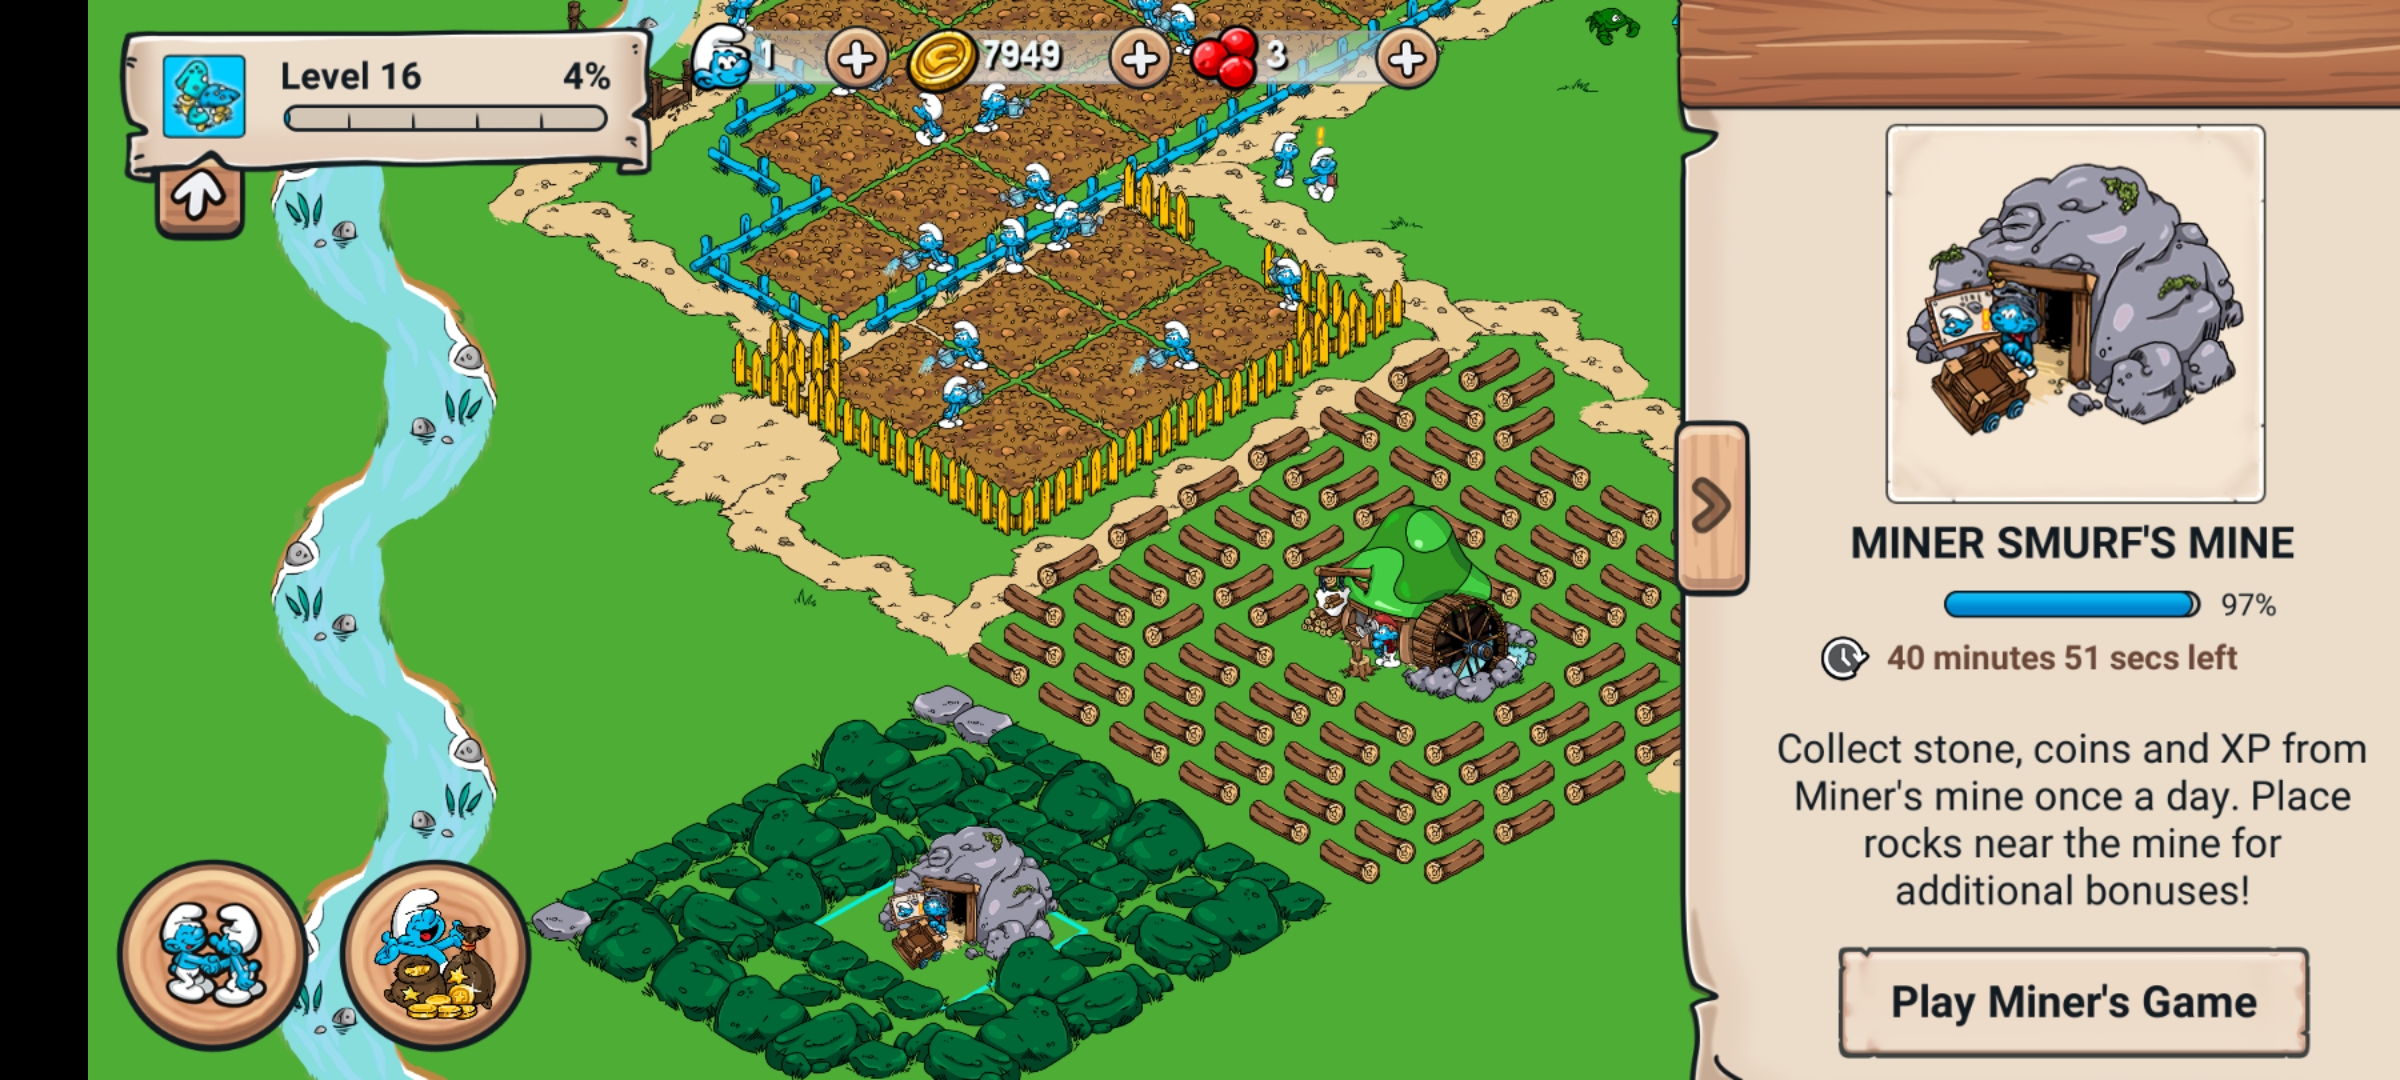 Level 16 4%
1
7949
3
MINER SMURF'S MINE
97%
40 minutes 51 secs left
Collect stone, coins and XP from
Miner's mine once a day. Place
rocks near the mine for
additional bonuses!
Play Miner's Game